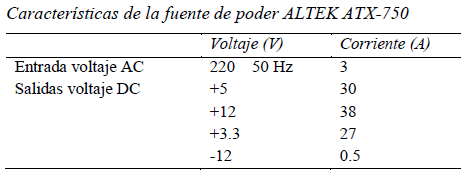 Características de la fuente de poder ALTEK ATX-750
Voltaje (V) Corriente (A)
Entrada voltaje AC 220 50 Hz 3
Salidas voltaje DC +5 30
+12 38
+3.3 27
-12 0.5